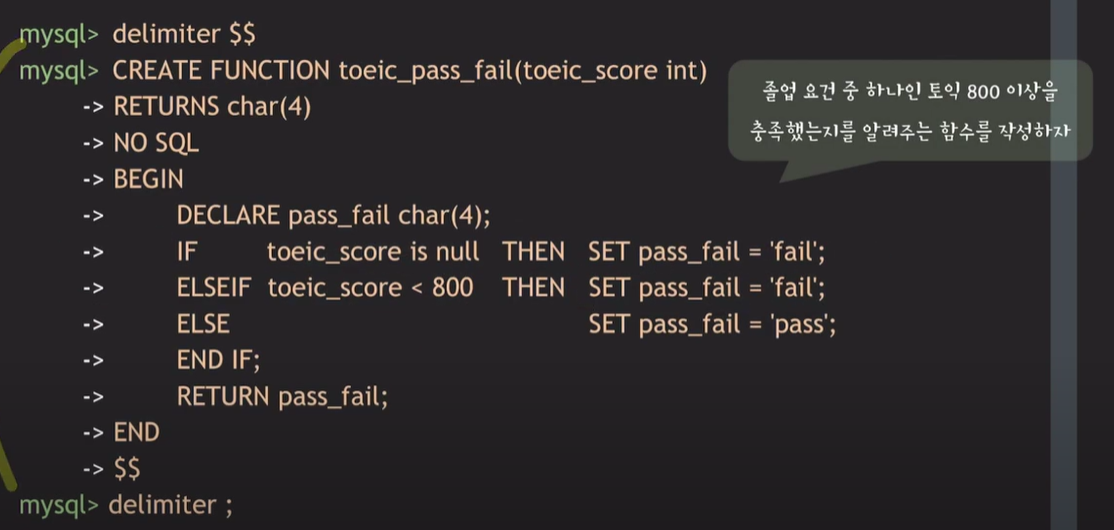 mysql> delimiter $$
mysql> CREATE FUNCTION toeic_pass_fail(toeic_score int)
-> RETURNS char(4)
-> NO SQL
-> BEGIN
-> DECLARE pass_fail char(4);
-> IF toeic_score is null THEN SET pass_fail = 'fail';
-> ELSEIF toeic_score < 800 THEN SET pass_fail = 'fail';
-> ELSE SET pass_fail = 'pass';
-> END IF;
-> RETURN pass_fail;
-> END
-> $$
mysql> delimiter ;
졸업 요건 중 하나인 토익 800 이상을
충족했는지를 알려주는 함수를 작성하자